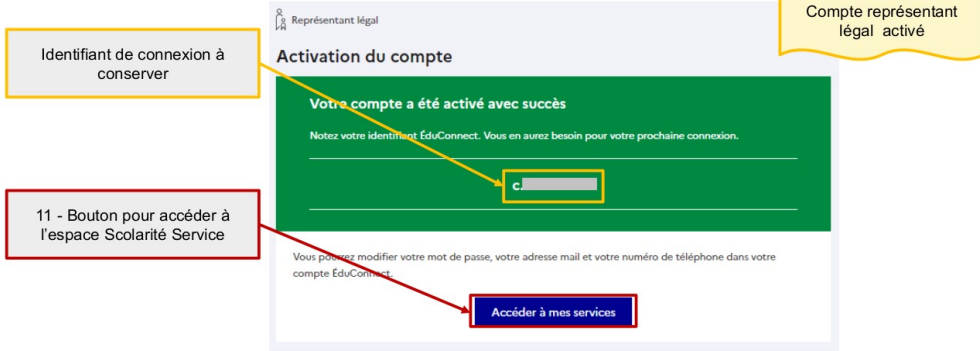 Représentant légal
Compte représentant
légal activé
Activation du compte
Identifiant de connexion à
conserver
Votre compte a été activé avec succès
Notez votre identifiant ÉduConnect. Vous en aurez besoin pour votre prochaine connexion.
c.
11 - Bouton pour accéder à
l'espace Scolarité Service
Vous pourrez modifier votre mot de passe, votre adresse mail et votre numéro de téléphone dans votre
compte ÉduConnect.
Accéder à mes services